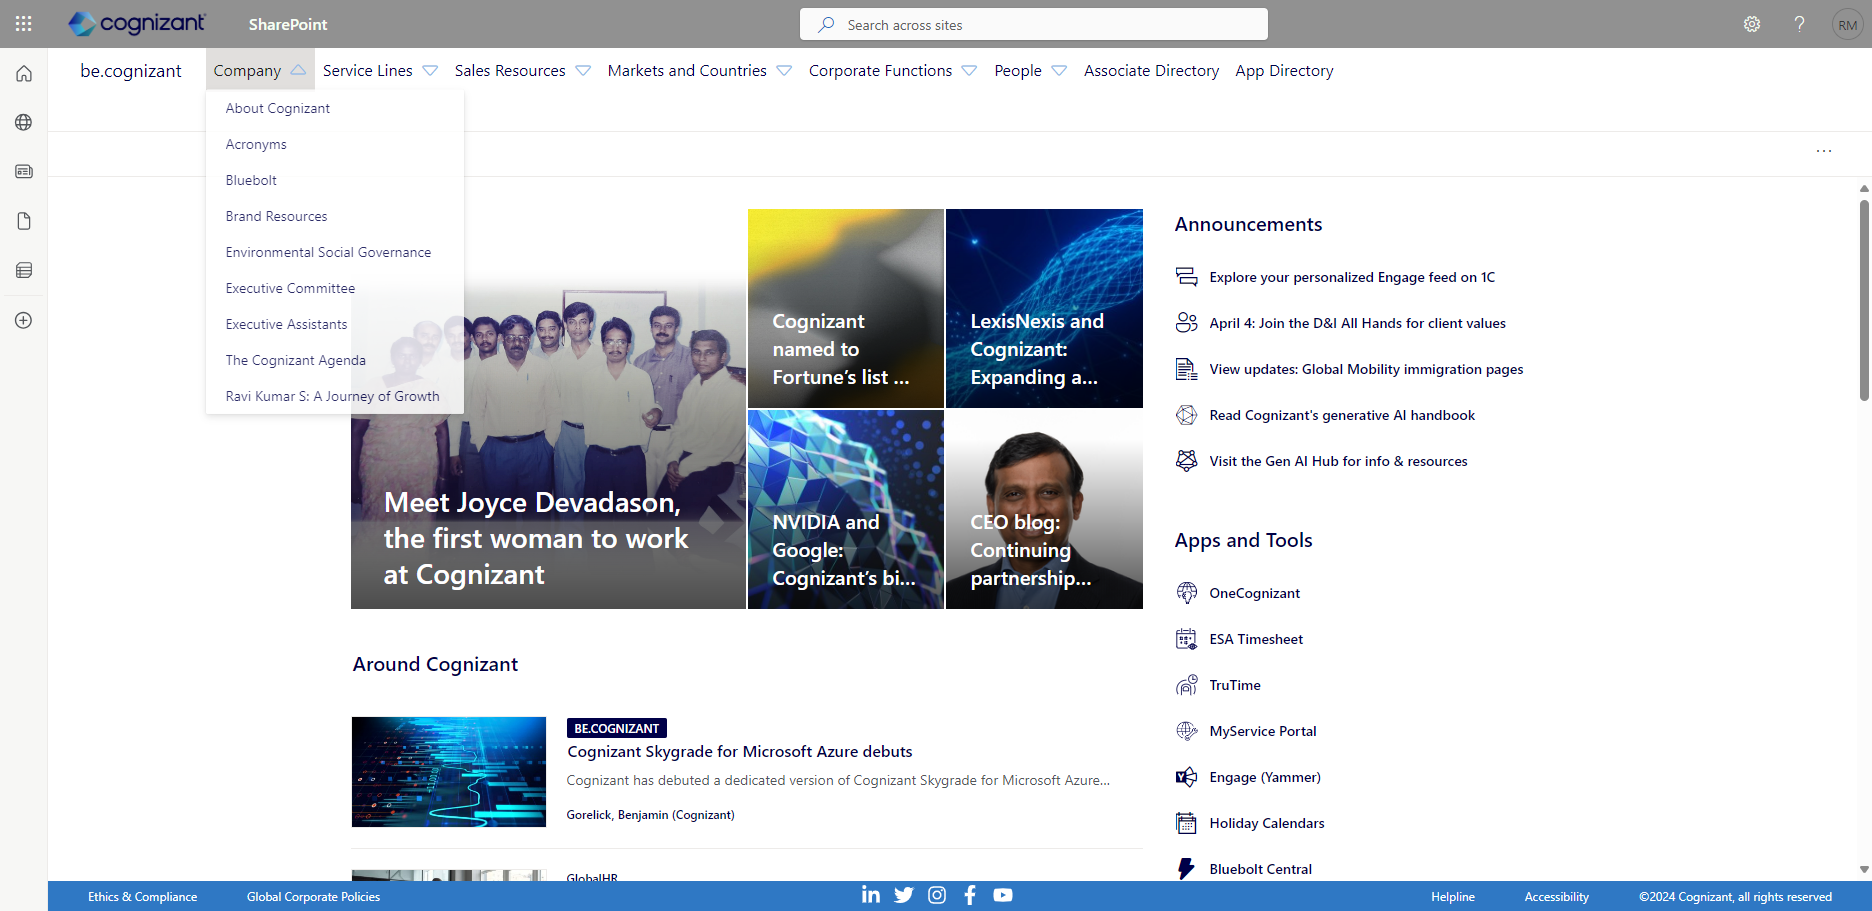 cognizant
SharePoint
Search across sites
RM
be.cognizant
Company
Service Lines
Sales Resources
Markets and Countries
Corporate Functions
People
Associate Directory
App Directory
About Cognizant
Acronyms
Bluebolt
Brand Resources
Environmental Social Governance
Executive Committee
Executive Assistants
The Cognizant Agenda
Ravi Kumar S: A Journey of Growth
...
Meet Joyce Devadason,
the first woman to work
at Cognizant
Cognizant
named to
Fortune’s list ...
LexisNexis and
Cognizant:
Expanding a...
NVIDIA and
Google:
Cognizant’s bi...
CEO blog:
Continuing
partnership...
Around Cognizant
BE.COGNIZANT
Cognizant Skygrade for Microsoft Azure debuts
Cognizant has debuted a dedicated version of Cognizant Skygrade for Microsoft Azure...
Gorelick, Benjamin (Cognizant)
GlobalHR
Announcements
Explore your personalized Engage feed on 1C
April 4: Join the D&I All Hands for client values
View updates: Global Mobility immigration pages
Read Cognizant's generative AI handbook
Visit the Gen AI Hub for info & resources
Apps and Tools
OneCognizant
ESA Timesheet
TruTime
MyService Portal
Engage (Yammer)
Holiday Calendars
Bluebolt Central
Ethics & Compliance
Global Corporate Policies
Helpline
Accessibility
©2024 Cognizant, all rights reserved